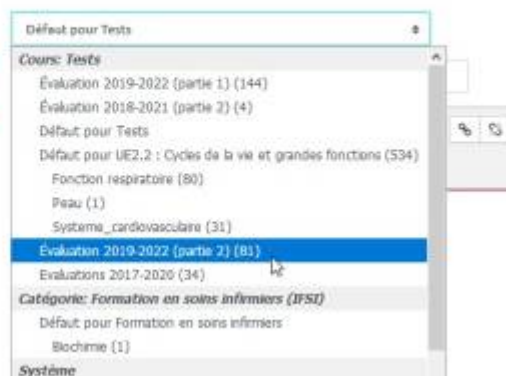 Défaut pour Tests
Cours: Tests
Évaluation 2019-2022 (partie 1) (144)
Évaluation 2018-2021 (partie 2) (4)
Défaut pour Tests
Défaut pour UE2.2 : Cycles de la vie et grandes fonctions (534)
Fonction respiratoire (80)
Peau (1)
Systeme_cardiovasculaire (31)
Évaluation 2019-2022 (partie 2) (81)
Evaluations 2017-2020 (34)
Catégorie: Formation en soins infirmiers (IFSI)
Défaut pour Formation en soins infirmiers
Biochimie (1)
Système